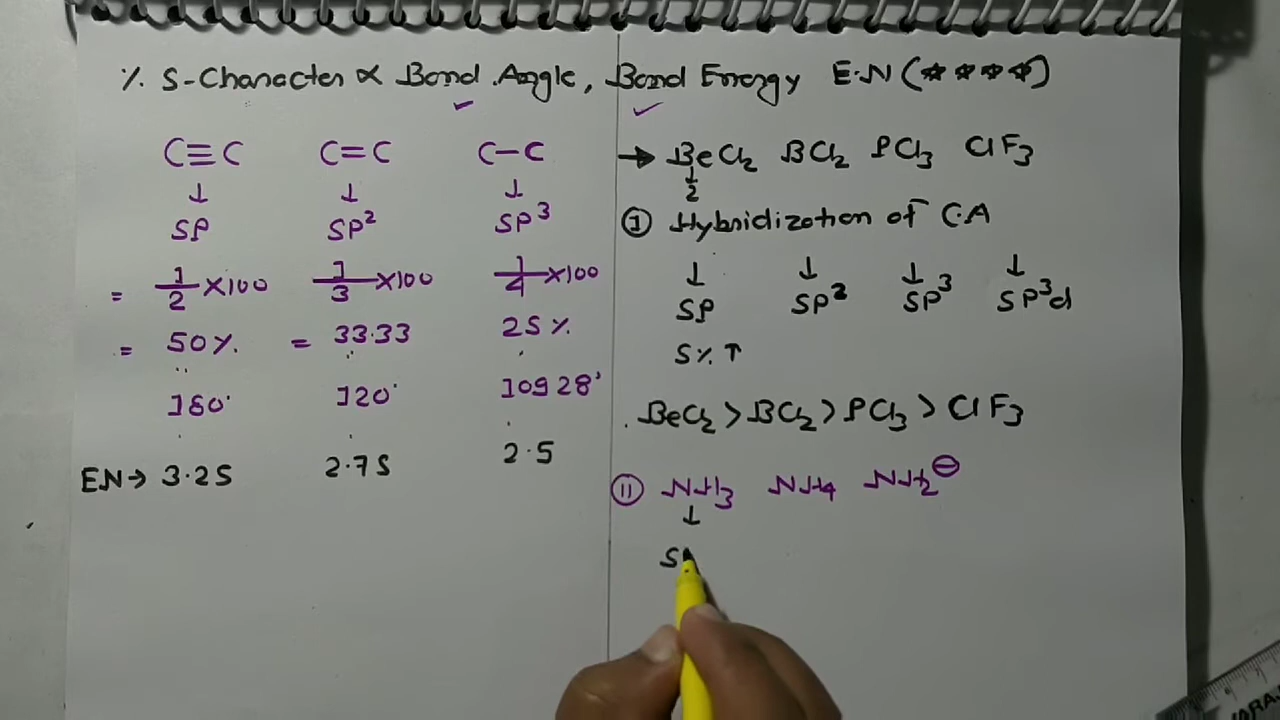 % S-Character ∝ Bond Angle, Bond Energy E.N (****)
C≡C C=C C-C
↓ ↓ ↓
SP SP² SP³
= 1/2 ×100 1/3 ×100 1/4 ×100
= 50% = 33.33 25%
180° 120° 109 28'
EN→ 3.25 2.75 2.5
→ BeCl2 BCl2 PCl3 ClF3
↓
2
① Hybridization of C.A
↓ ↓ ↓ ↓
SP SP² SP³ SP³d
S% ↑
BeCl2 > BCl2 > PCl3 > ClF3
⑪ NH3 NH4 NH2⊖
↓
S